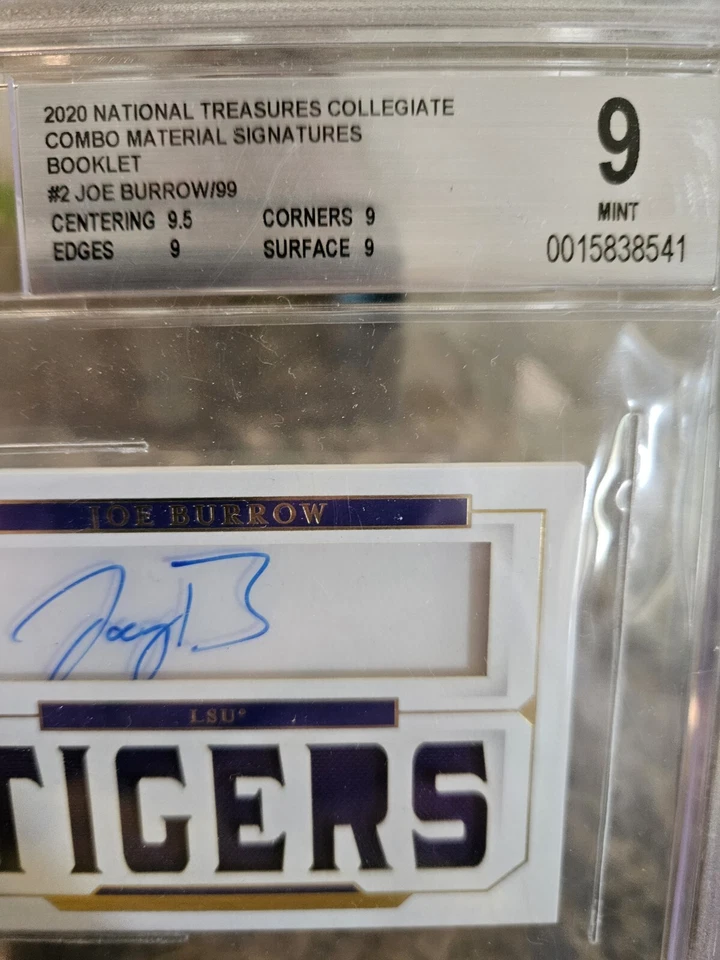 2020 NATIONAL TREASURES COLLEGIATE
COMBO MATERIAL SIGNATURES
BOOKLET
#2 JOE BURROW/99
CENTERING 9.5 CORNERS 9
EDGES 9 SURFACE 9
9
MINT
0015838541
JOE BURROW
Joey B
LSU®
TIGERS